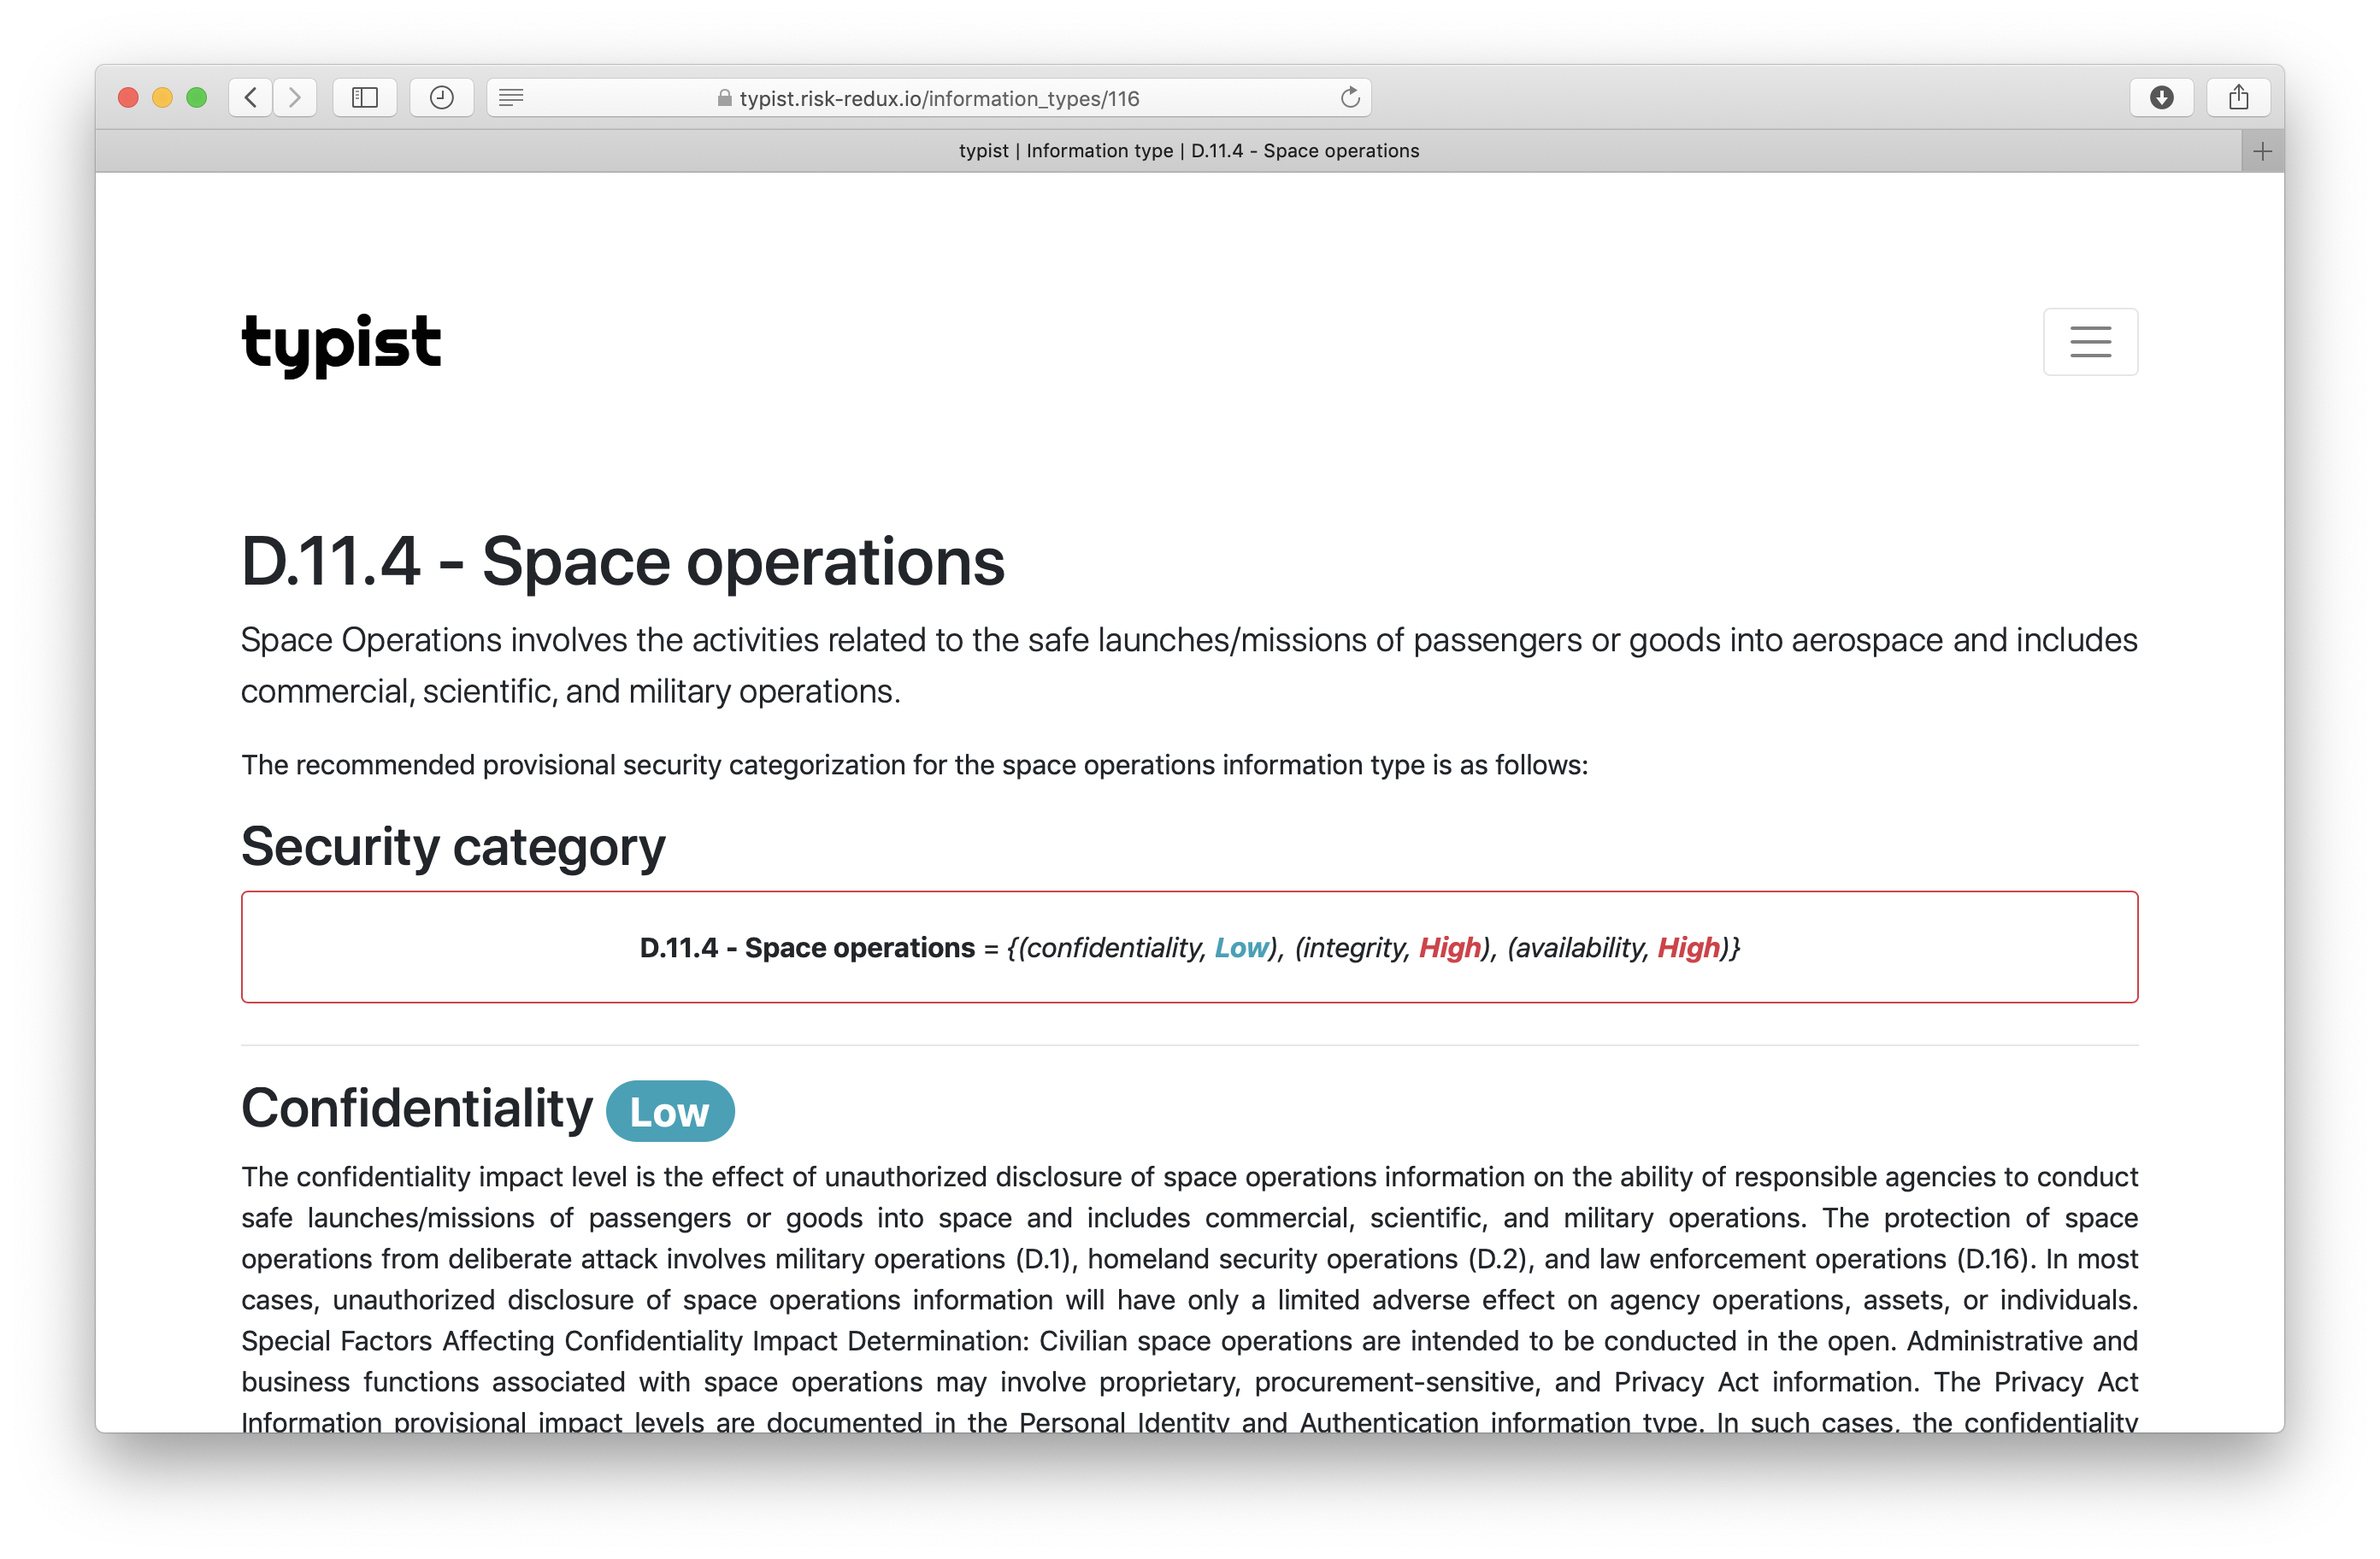 typist.risk-redux.io/information_types/116
typist | Information type | D.11.4 - Space operations
typist
D.11.4 - Space operations
Space Operations involves the activities related to the safe launches/missions of passengers or goods into aerospace and includes
commercial, scientific, and military operations.
The recommended provisional security categorization for the space operations information type is as follows:
Security category
D.11.4 - Space operations = {(confidentiality, Low), (integrity, High), (availability, High)}
Confidentiality Low
The confidentiality impact level is the effect of unauthorized disclosure of space operations information on the ability of responsible agencies to conduct
safe launches/missions of passengers or goods into space and includes commercial, scientific, and military operations. The protection of space
operations from deliberate attack involves military operations (D.1), homeland security operations (D.2), and law enforcement operations (D.16). In most
cases, unauthorized disclosure of space operations information will have only a limited adverse effect on agency operations, assets, or individuals.
Special Factors Affecting Confidentiality Impact Determination: Civilian space operations are intended to be conducted in the open. Administrative and
business functions associated with space operations may involve proprietary, procurement-sensitive, and Privacy Act information. The Privacy Act
Information provisional impact levels are documented in the Personal Identity and Authentication information type. In such cases, the confidentiality